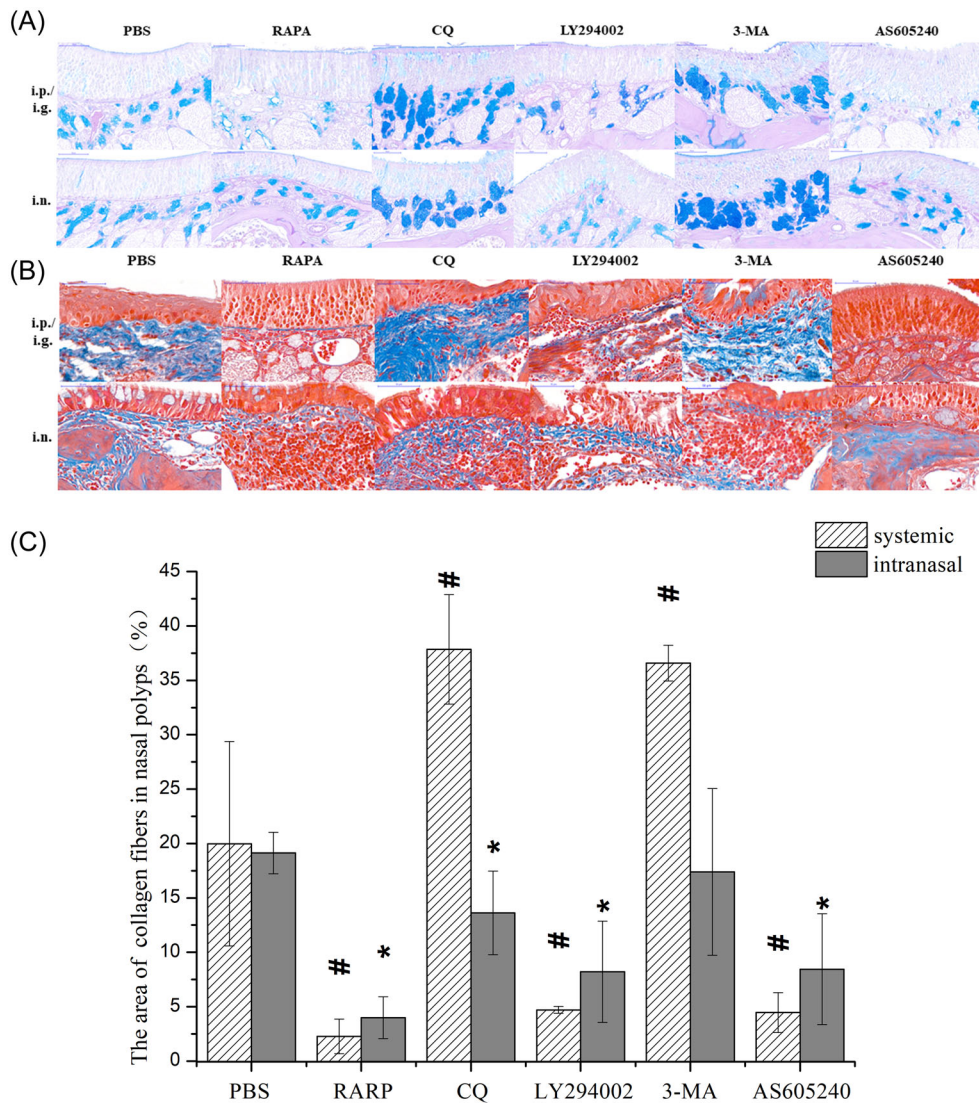 (A)
PBS RAPA CQ LY294002 3-MA AS605240
i.p./
i.g.
i.n.
(B)
PBS RAPA CQ LY294002 3-MA AS605240
i.p./
i.g.
i.n.
(C)
systemic
intranasal
The area of collagen fibers in nasal polyps（%）
45
40
35
30
25
20
15
10
5
0
# * # * # * # # *
PBS RARP CQ LY294002 3-MA AS605240